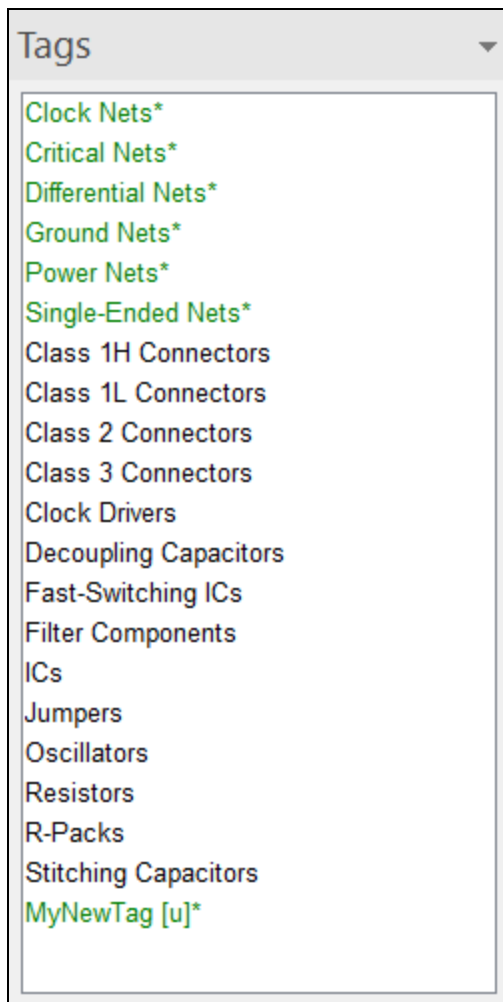 Tags
Clock Nets*
Critical Nets*
Differential Nets*
Ground Nets*
Power Nets*
Single-Ended Nets*
Class 1H Connectors
Class 1L Connectors
Class 2 Connectors
Class 3 Connectors
Clock Drivers
Decoupling Capacitors
Fast-Switching ICs
Filter Components
ICs
Jumpers
Oscillators
Resistors
R-Packs
Stitching Capacitors
MyNewTag [u]*